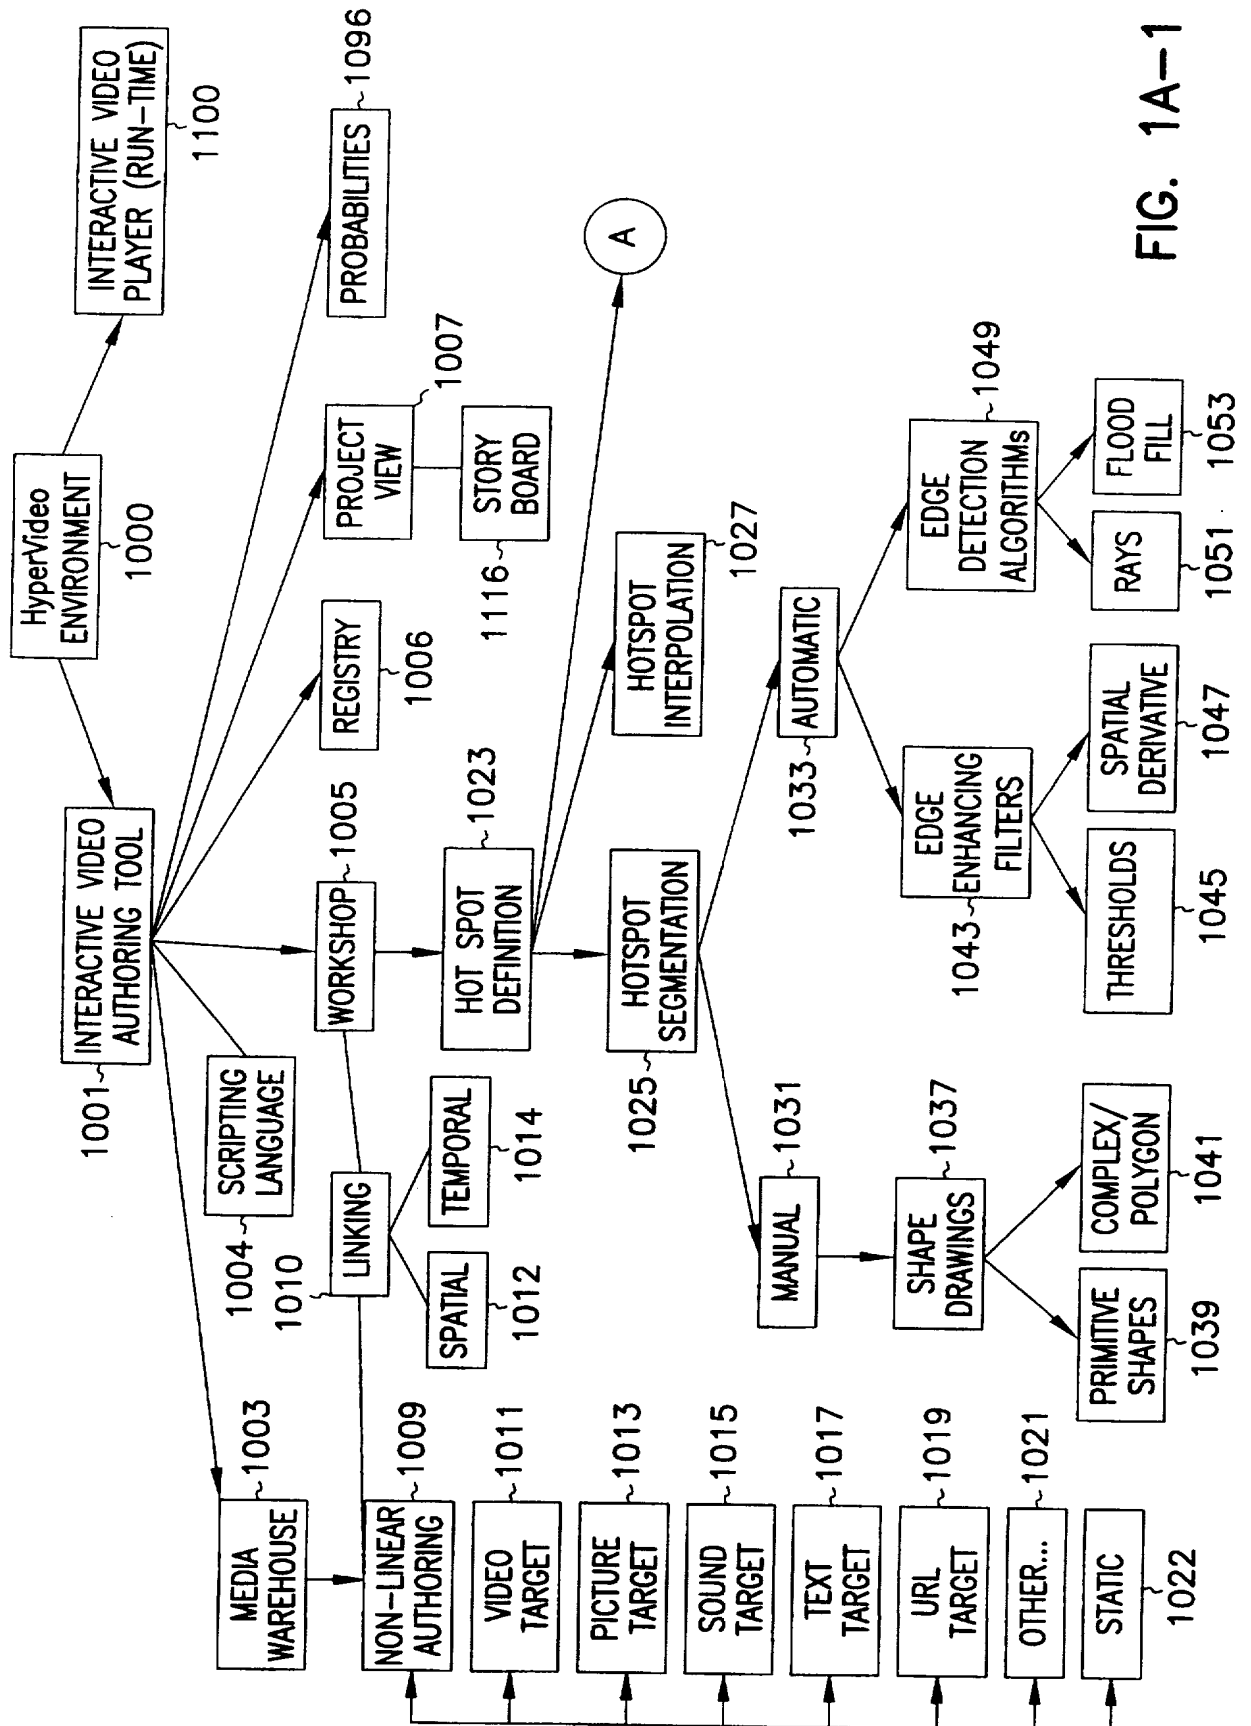 HyperVideo
ENVIRONMENT
1000
INTERACTIVE VIDEO
PLAYER (RUN-TIME)
1100
INTERACTIVE VIDEO
AUTHORING TOOL
1001
SCRIPTING
LANGUAGE
1004
MEDIA
WAREHOUSE
1003
WORKSHOP
1005
REGISTRY
1006
PROJECT
VIEW
1007
STORY
BOARD
1116
PROBABILITIES
1096
LINKING
1010
SPATIAL
1012
TEMPORAL
1014
NON-LINEAR
AUTHORING
1009
VIDEO
TARGET
1011
PICTURE
TARGET
1013
SOUND
TARGET
1015
TEXT
TARGET
1017
URL
TARGET
1019
OTHER...
1021
STATIC
1022
HOT SPOT
DEFINITION
1023
HOTSPOT
SEGMENTATION
1025
HOTSPOT
INTERPOLATION
1027
A
MANUAL
1031
AUTOMATIC
1033
SHAPE
DRAWINGS
1037
PRIMITIVE
SHAPES
1039
COMPLEX/
POLYGON
1041
EDGE
ENHANCING
FILTERS
1043
THRESHOLDS
1045
SPATIAL
DERIVATIVE
1047
EDGE
DETECTION
ALGORITHMs
1049
RAYS
1051
FLOOD
FILL
1053
FIG. 1A-1